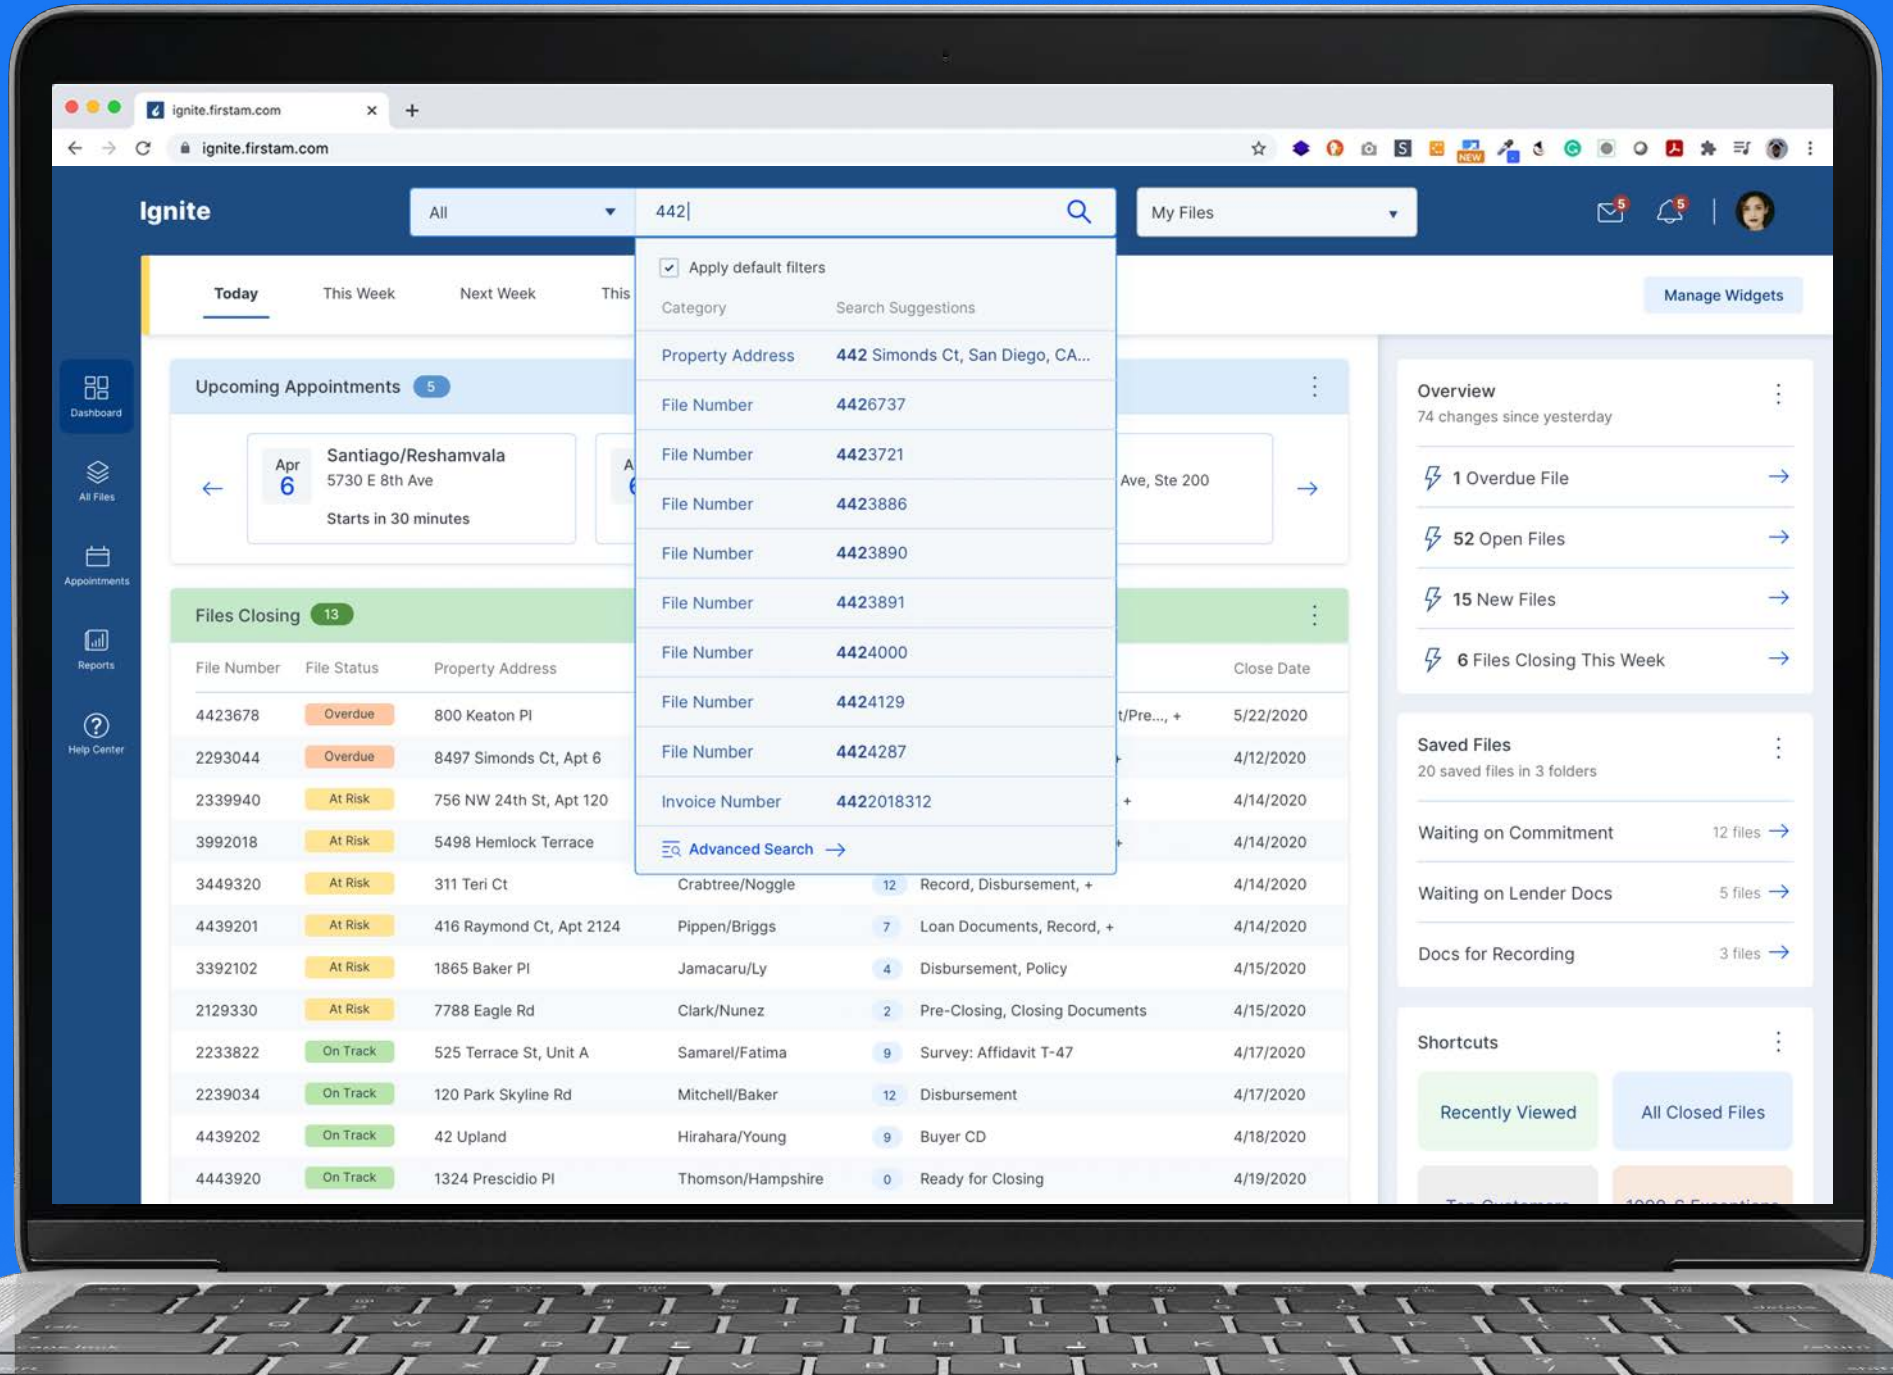 ignite.firstam.com
ignite.firstam.com
S
NEW
Ignite
All
442
My Files
5
5
Apply default filters
Category Search Suggestions
Property Address 442 Simonds Ct, San Diego, CA...
File Number 4426737
File Number 4423721
File Number 4423886
File Number 4423890
File Number 4423891
File Number 4424000
File Number 4424129
File Number 4424287
Invoice Number 4422018312
Advanced Search
Today This Week Next Week This
Manage Widgets
Dashboard
All Files
Appointments
Reports
Help Center
Upcoming Appointments 5
Apr
6
Santiago/Reshamvala
5730 E 8th Ave
Starts in 30 minutes
Ave, Ste 200
Files Closing 13
File Number File Status Property Address Close Date
4423678 Overdue 800 Keaton Pl t/Pre..., + 5/22/2020
2293044 Overdue 8497 Simonds Ct, Apt 6 4/12/2020
2339940 At Risk 756 NW 24th St, Apt 120 + 4/14/2020
3992018 At Risk 5498 Hemlock Terrace + 4/14/2020
3449320 At Risk 311 Teri Ct Crabtree/Noggle 12 Record, Disbursement, + 4/14/2020
4439201 At Risk 416 Raymond Ct, Apt 2124 Pippen/Briggs 7 Loan Documents, Record, + 4/14/2020
3392102 At Risk 1865 Baker Pl Jamacaru/Ly 4 Disbursement, Policy 4/15/2020
2129330 At Risk 7788 Eagle Rd Clark/Nunez 2 Pre-Closing, Closing Documents 4/15/2020
2233822 On Track 525 Terrace St, Unit A Samarel/Fatima 9 Survey: Affidavit T-47 4/17/2020
2239034 On Track 120 Park Skyline Rd Mitchell/Baker 12 Disbursement 4/17/2020
4439202 On Track 42 Upland Hirahara/Young 9 Buyer CD 4/18/2020
4443920 On Track 1324 Prescidio Pl Thomson/Hampshire 0 Ready for Closing 4/19/2020
Overview
74 changes since yesterday
1 Overdue File
52 Open Files
15 New Files
6 Files Closing This Week
Saved Files
20 saved files in 3 folders
Waiting on Commitment 12 files
Waiting on Lender Docs 5 files
Docs for Recording 3 files
Shortcuts
Recently Viewed All Closed Files